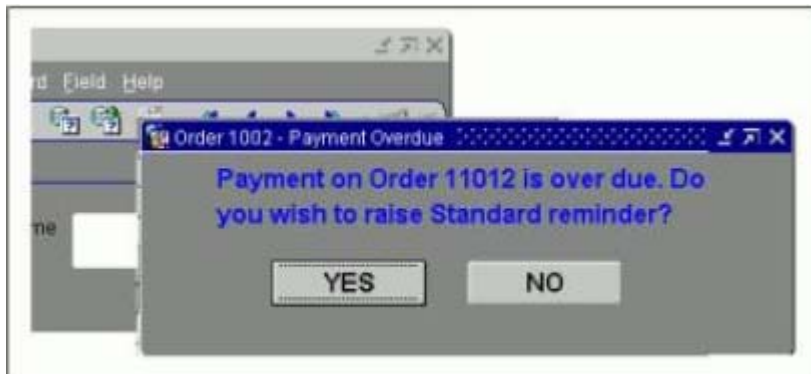 Field Help
Order 1002 - Payment Overdue
Payment on Order 11012 is over due. Do
you wish to raise Standard reminder?
YES
NO